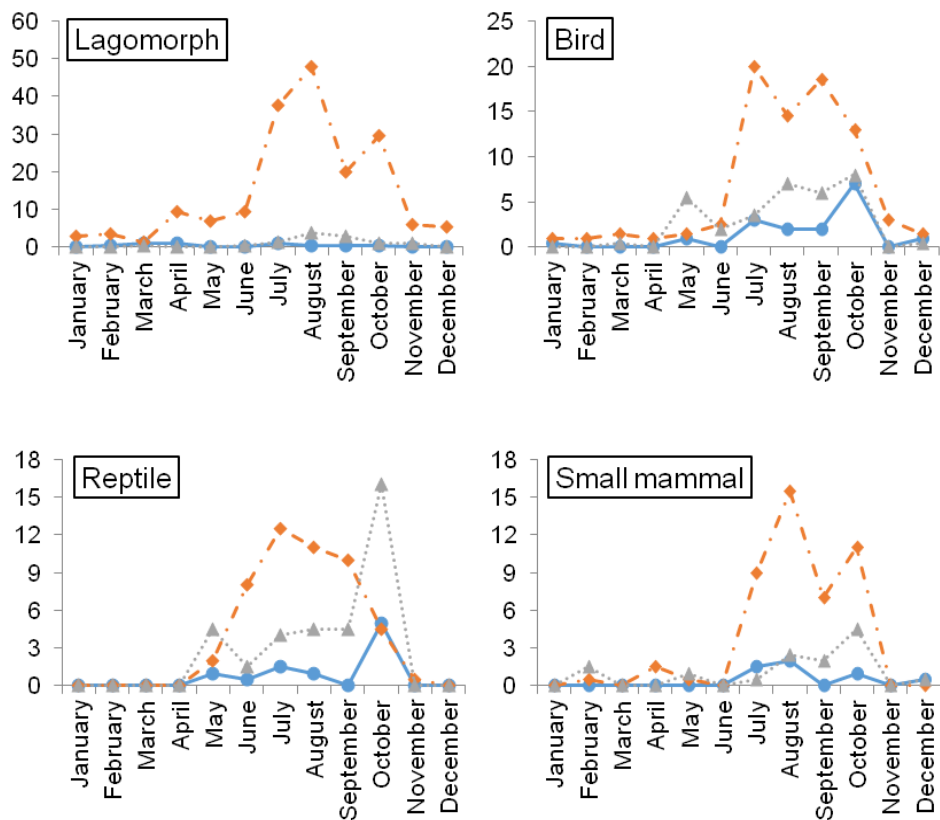 Lagomorph
60
50
40
30
20
10
0
January
February
March
April
May
June
July
August
September
October
November
December
Bird
25
20
15
10
5
0
January
February
March
April
May
June
July
August
September
October
November
December
Reptile
18
15
12
9
6
3
0
January
February
March
April
May
June
July
August
September
October
November
December
Small mammal
18
15
12
9
6
3
0
January
February
March
April
May
June
July
August
September
October
November
December